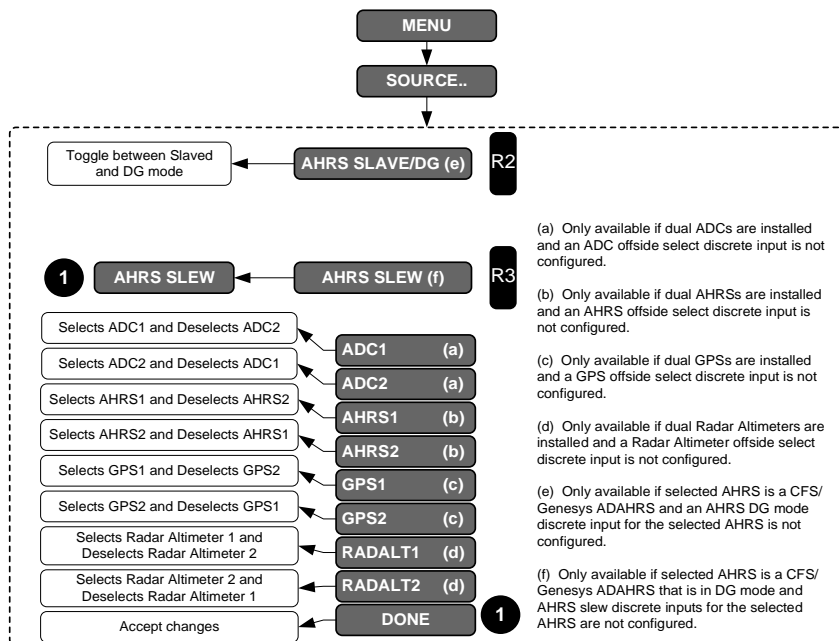 MENU
SOURCE..
Toggle between Slaved
and DG mode
AHRS SLAVE/DG (e)
R2
1
AHRS SLEW
AHRS SLEW (f)
R3
Selects ADC1 and Deselects ADC2
ADC1 (a)
Selects ADC2 and Deselects ADC1
ADC2 (a)
Selects AHRS1 and Deselects AHRS2
AHRS1 (b)
Selects AHRS2 and Deselects AHRS1
AHRS2 (b)
Selects GPS1 and Deselects GPS2
GPS1 (c)
Selects GPS2 and Deselects GPS1
GPS2 (c)
Selects Radar Altimeter 1 and
Deselects Radar Altimeter 2
RADALT1 (d)
Selects Radar Altimeter 2 and
Deselects Radar Altimeter 1
RADALT2 (d)
Accept changes
DONE
1
(a) Only available if dual ADCs are installed
and an ADC offside select discrete input is not
configured.
(b) Only available if dual AHRSs are installed
and an AHRS offside select discrete input is
not configured.
(c) Only available if dual GPSs are installed
and a GPS offside select discrete input is not
configured.
(d) Only available if dual Radar Altimeters are
installed and a Radar Altimeter offside select
discrete input is not configured.
(e) Only available if selected AHRS is a CFS/
Genesys ADAHRS and an AHRS DG mode
discrete input for the selected AHRS is not
configured.
(f) Only available if selected AHRS is a CFS/
Genesys ADAHRS that is in DG mode and
AHRS slew discrete inputs for the selected
AHRS are not configured.